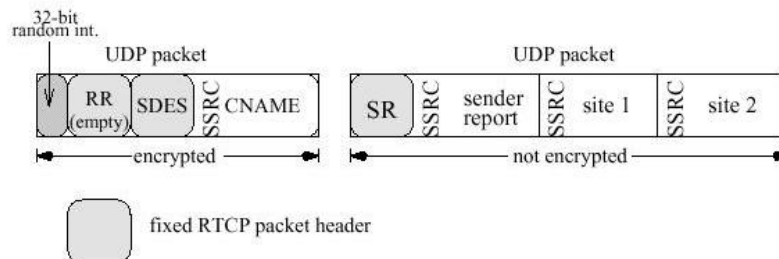 32-bit
random int.
UDP packet
UDP packet
RR
(empty)
SDES
SSRC
CNAME
SR
SSRC
sender
report
SSRC
site 1
SSRC
site 2
encrypted
not encrypted
fixed RTCP packet header